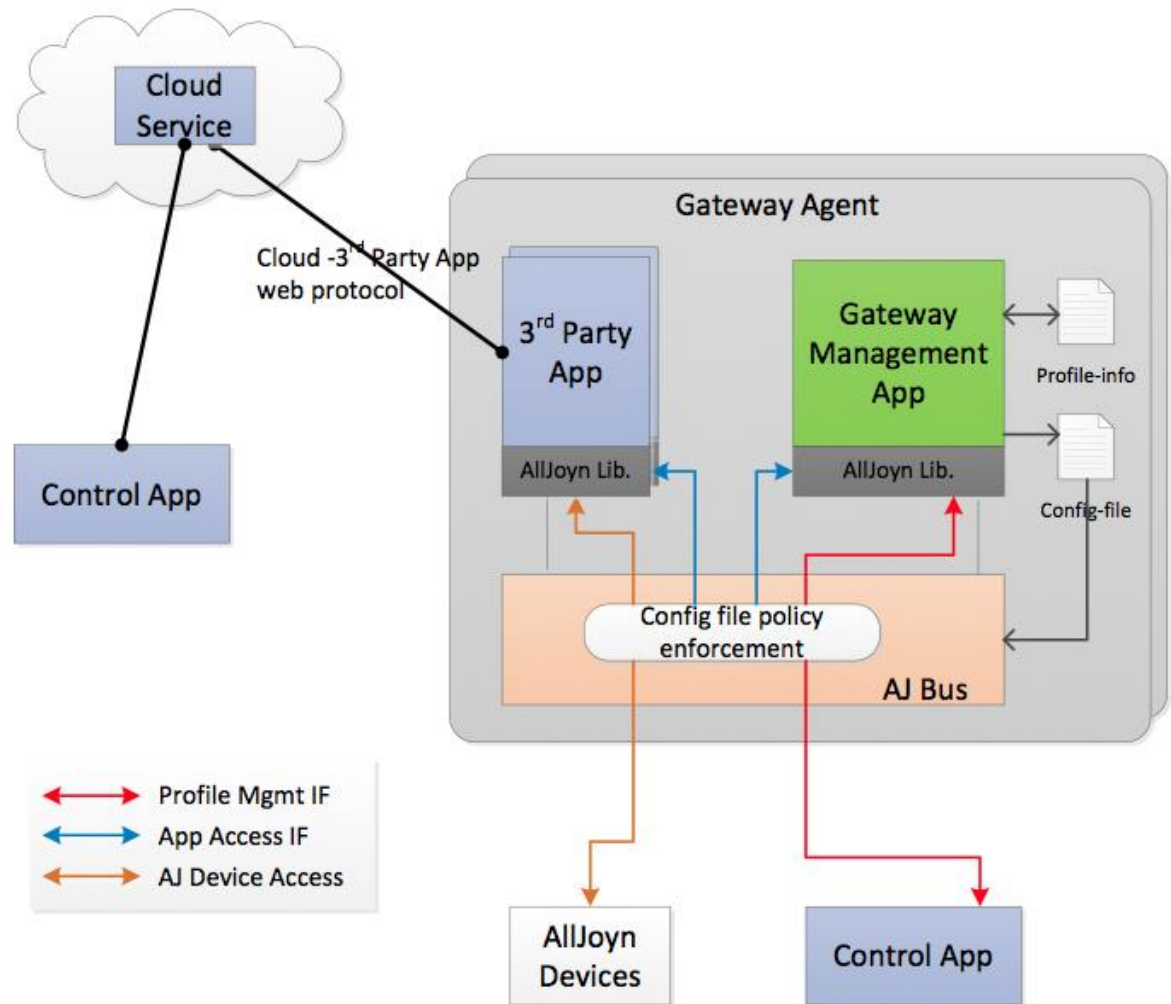 Cloud
Service
Gateway Agent
Cloud -3rd Party App
web protocol
3rd Party
App
Gateway
Management
App
Profile-info
AllJoyn Lib.
AllJoyn Lib.
Control App
Config-file
Config file policy
enforcement
AJ Bus
Profile Mgmt IF
App Access IF
AJ Device Access
AllJoyn
Devices
Control App